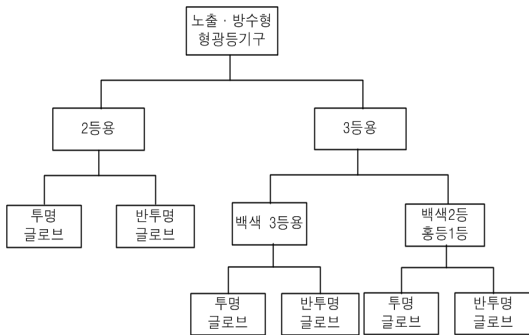 노출 · 방수형
형광등기구
2등용
3등용
투명
글로브
반투명
글로브
백색 3등용
백색2등
홍등1등
투명
글로브
반투명
글로브
투명
글로브
반투명
글로브